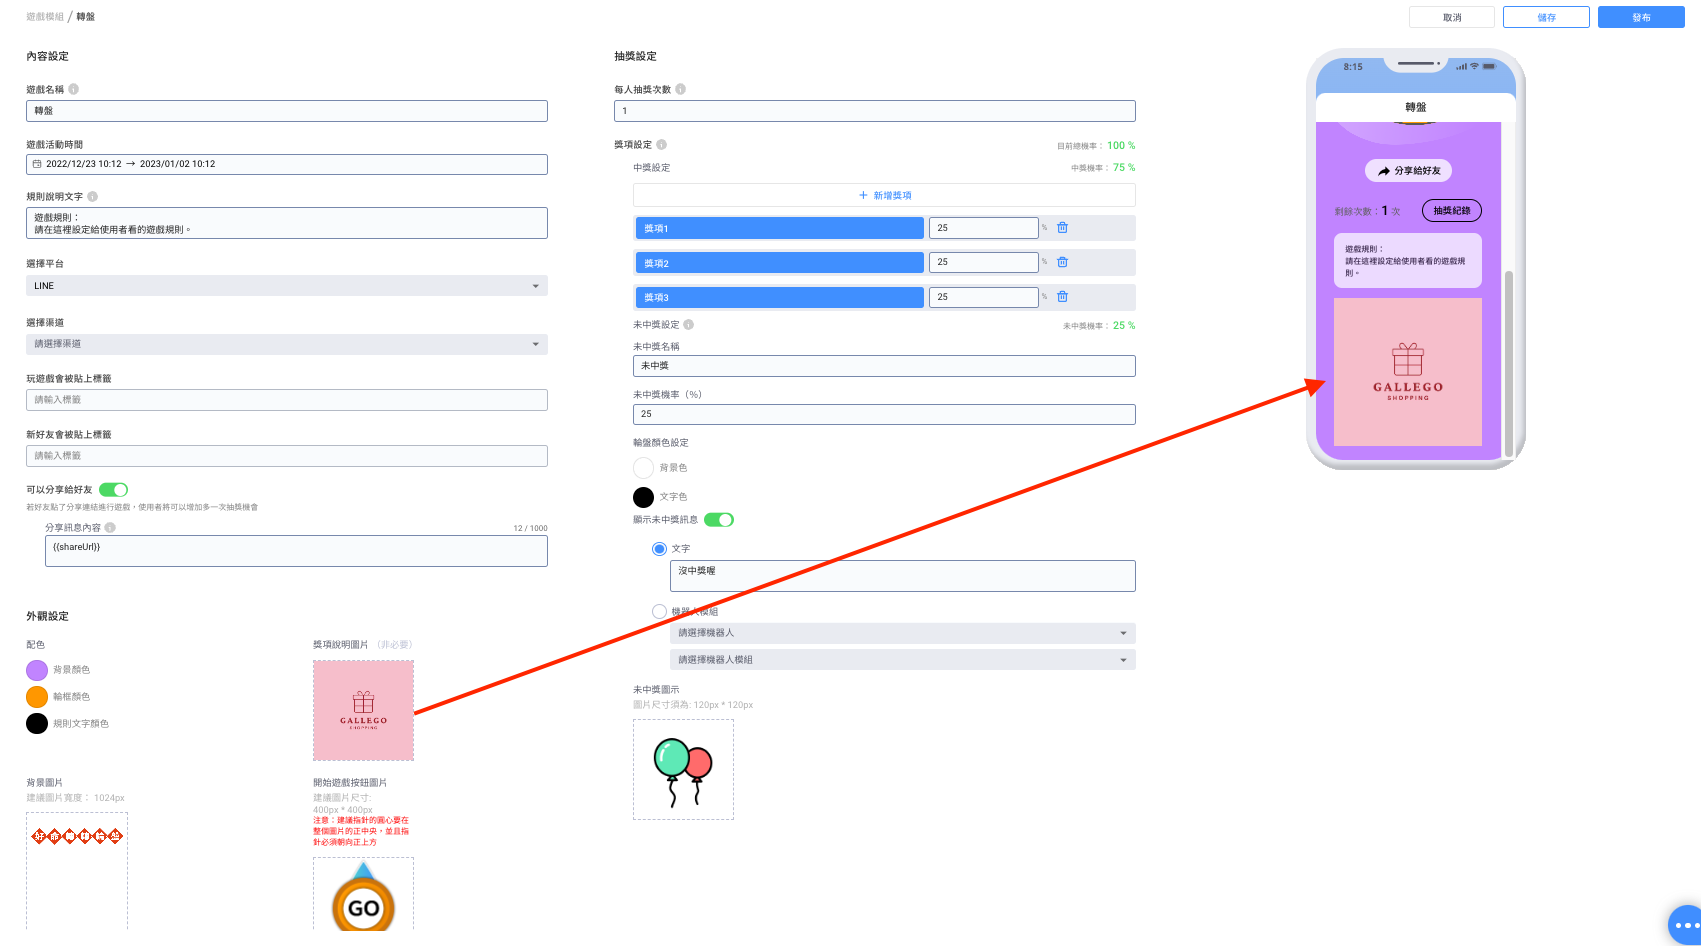 遊戲模組 / 轉盤
取消
儲存
發布
內容設定
遊戲名稱
轉盤
遊戲活動時間
2022/12/23 10:12 → 2023/01/02 10:12
規則說明文字
遊戲規則：
請在這裡設定給使用者看的遊戲規則。
選擇平台
LINE
選擇渠道
請選擇渠道
玩遊戲會被貼上標籤
請輸入標籤
新好友會被貼上標籤
請輸入標籤
可以分享給好友
若好友點了分享連結進行遊戲，使用者將可以增加多一次抽獎機會
分享訊息內容
12 / 1000
{{shareUrl}}
外觀設定
配色
背景顏色
輪框顏色
規則文字顏色
獎項說明圖片（非必要）
GALLEGO
SHOPPING
背景圖片
建議圖片寬度： 1024px
開始遊戲按鈕圖片
建議圖片尺寸:
400px * 400px
注意：建議指針的圓心要在
整個圖片的正中央，並且指
針必須朝向正上方
GO
抽獎設定
每人抽獎次數
1
獎項設定
目前總機率： 100 %
中獎設定
中獎機率： 75 %
+ 新增獎項
獎項1
25
%
獎項2
25
%
獎項3
25
%
未中獎設定
未中獎機率： 25 %
未中獎名稱
未中獎
未中獎機率（%）
25
輪盤顏色設定
背景色
文字色
顯示未中獎訊息
文字
沒中獎喔
機器人模組
請選擇機器人
請選擇機器人模組
未中獎圖示
圖片尺寸須為: 120px * 120px
8:15
轉盤
分享給好友
剩餘次數：1 次
抽獎紀錄
遊戲規則：
請在這裡設定給使用者看的遊戲規
則。
GALLEGO
SHOPPING